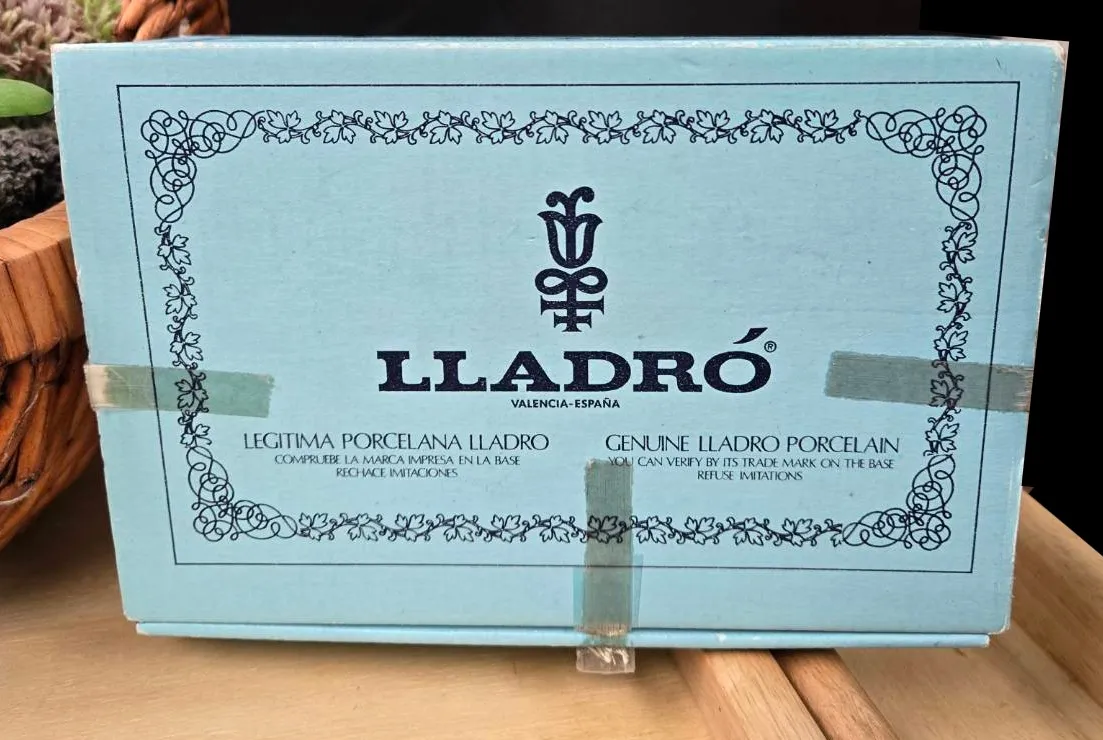 LLADRÓ®
VALENCIA-ESPAÑA
LEGITIMA PORCELANA LLADRO
COMPRUEBE LA MARCA IMPRESA EN LA BASE
RECHACE IMITACIONES
GENUINE LLADRO PORCELAIN
YOU CAN VERIFY BY ITS TRADE MARK ON THE BASE
REFUSE IMITATIONS